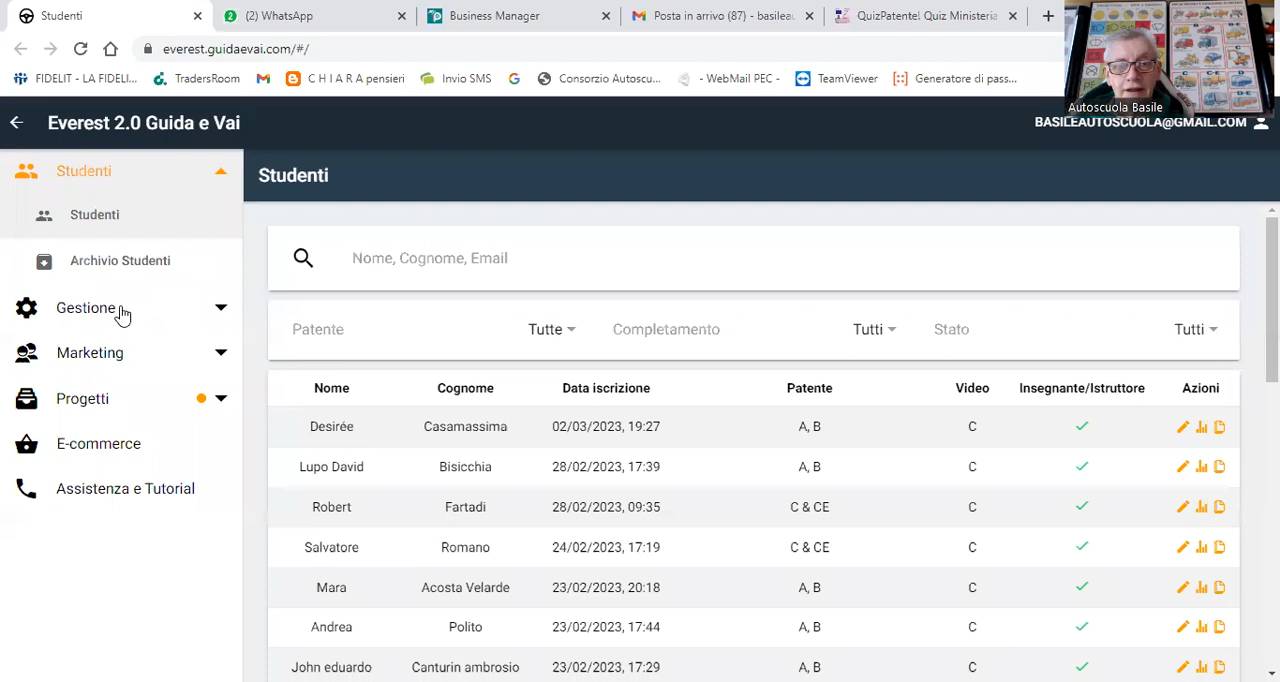 Studenti
(2) WhatsApp
Business Manager
Posta in arrivo (87) - basileau
QuizPatente! Quiz Ministeria
everest.guidaevai.com/#/
FIDELIT - LA FIDELI...
TradersRoom
C H I A R A pensieri
Invio SMS
Consorzio Autoscu...
- WebMail PEC -
TeamViewer
Generatore di pass...
Autoscuola Basile
Everest 2.0 Guida e Vai
BASILEAUTOSCUOLA@GMAIL.COM
Studenti
Studenti
Archivio Studenti
Gestione
Marketing
Progetti
E-commerce
Assistenza e Tutorial
Studenti
Nome, Cognome, Email
Patente Tutte Completamento Tutti Stato Tutti
Nome Cognome Data iscrizione Patente Video Insegnante/Istruttore Azioni
Desirée Casamassima 02/03/2023, 19:27 A, B C
Lupo David Bisicchia 28/02/2023, 17:39 A, B C
Robert Fartadi 28/02/2023, 09:35 C & CE C
Salvatore Romano 24/02/2023, 17:19 C & CE C
Mara Acosta Velarde 23/02/2023, 20:18 A, B C
Andrea Polito 23/02/2023, 17:44 A, B C
John eduardo Canturin ambrosio 23/02/2023, 17:29 A, B C